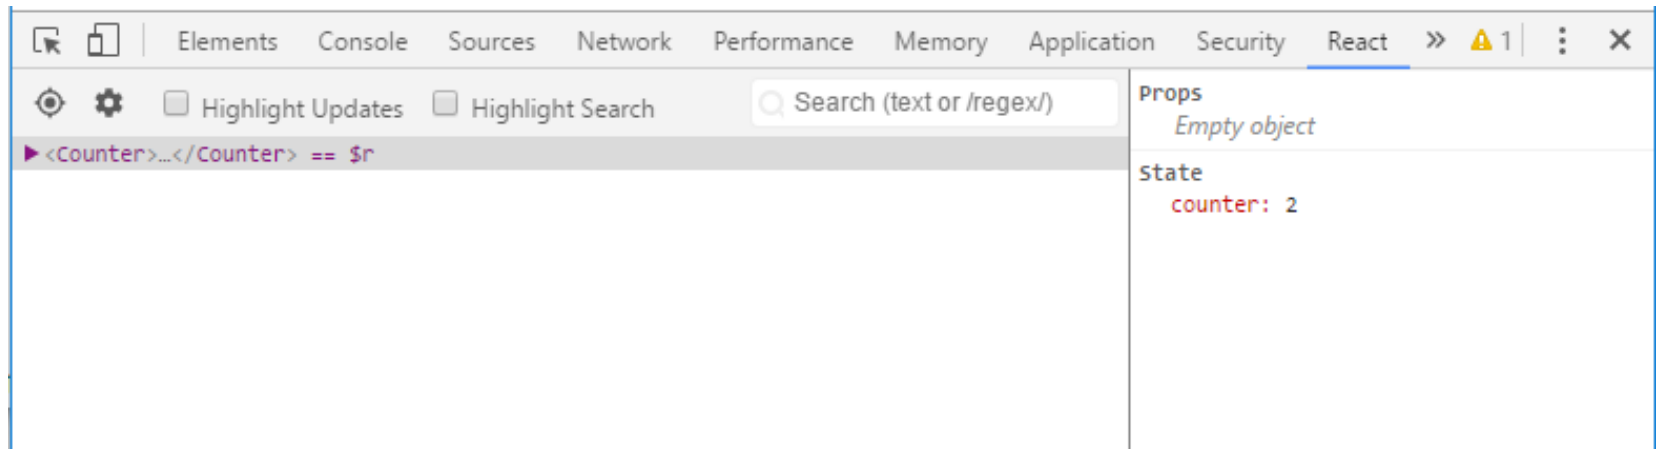 Elements Console Sources Network Performance Memory Application Security React » 1
Highlight Updates Highlight Search Search (text or /regex/)
<Counter>…</Counter> == $r
Props
Empty object
State
counter: 2